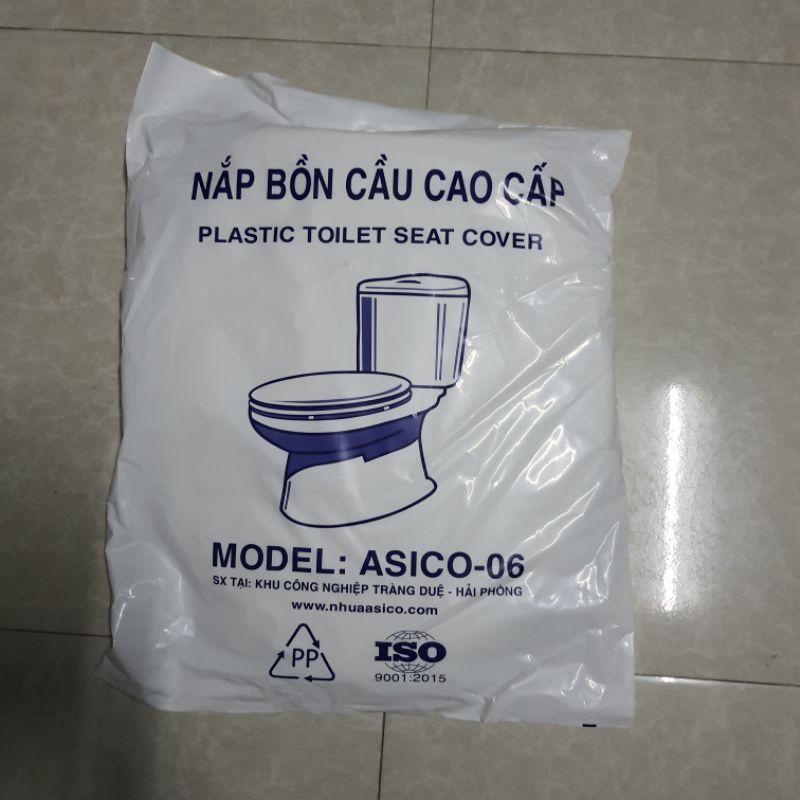 NẮP BỒN CẦU CAO CẤP
PLASTIC TOILET SEAT COVER
MODEL: ASICO-06
SX TẠI: KHU CÔNG NGHIỆP TRÀNG DUỆ - HẢI PHÒNG
www.nhuaasico.com
PP
ISO
9001:2015